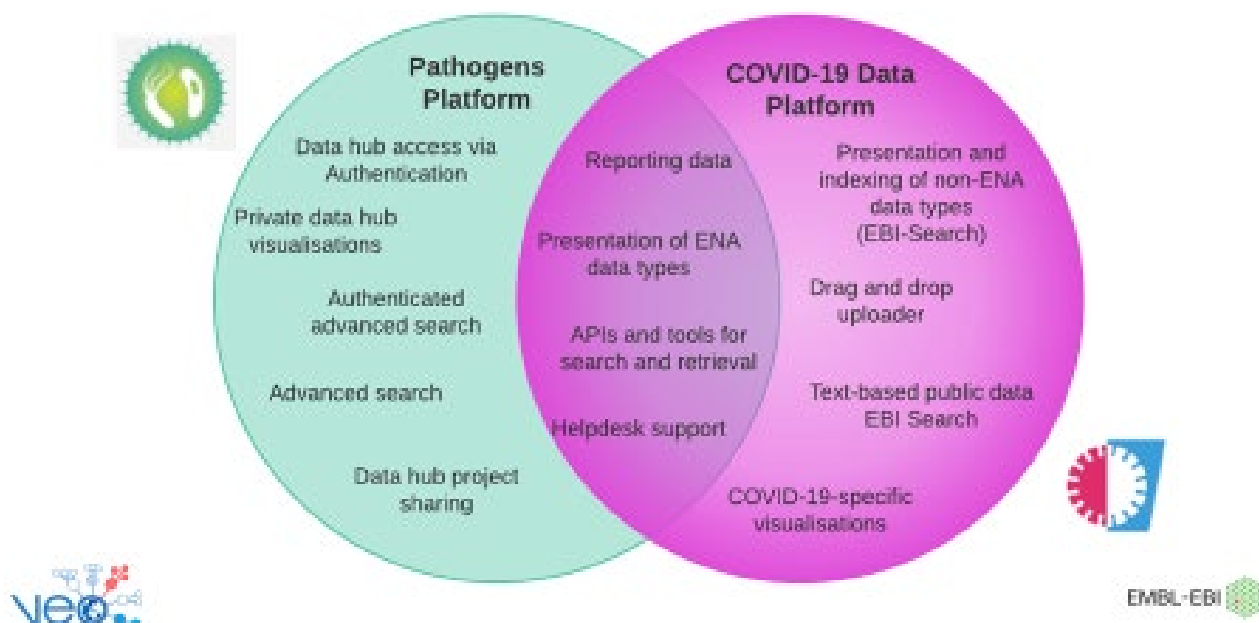 Pathogens
Platform
Data hub access via
Authentication
Private data hub
visualisations
Authenticated
advanced search
Advanced search
Data hub project
sharing
Reporting data
Presentation of ENA
data types
APIs and tools for
search and retrieval
Helpdesk support
COVID-19 Data
Platform
Presentation and
indexing of non-ENA
data types
(EBI-Search)
Drag and drop
uploader
Text-based public data
EBI Search
COVID-19-specific
visualisations
VEO
EMBL-EBI